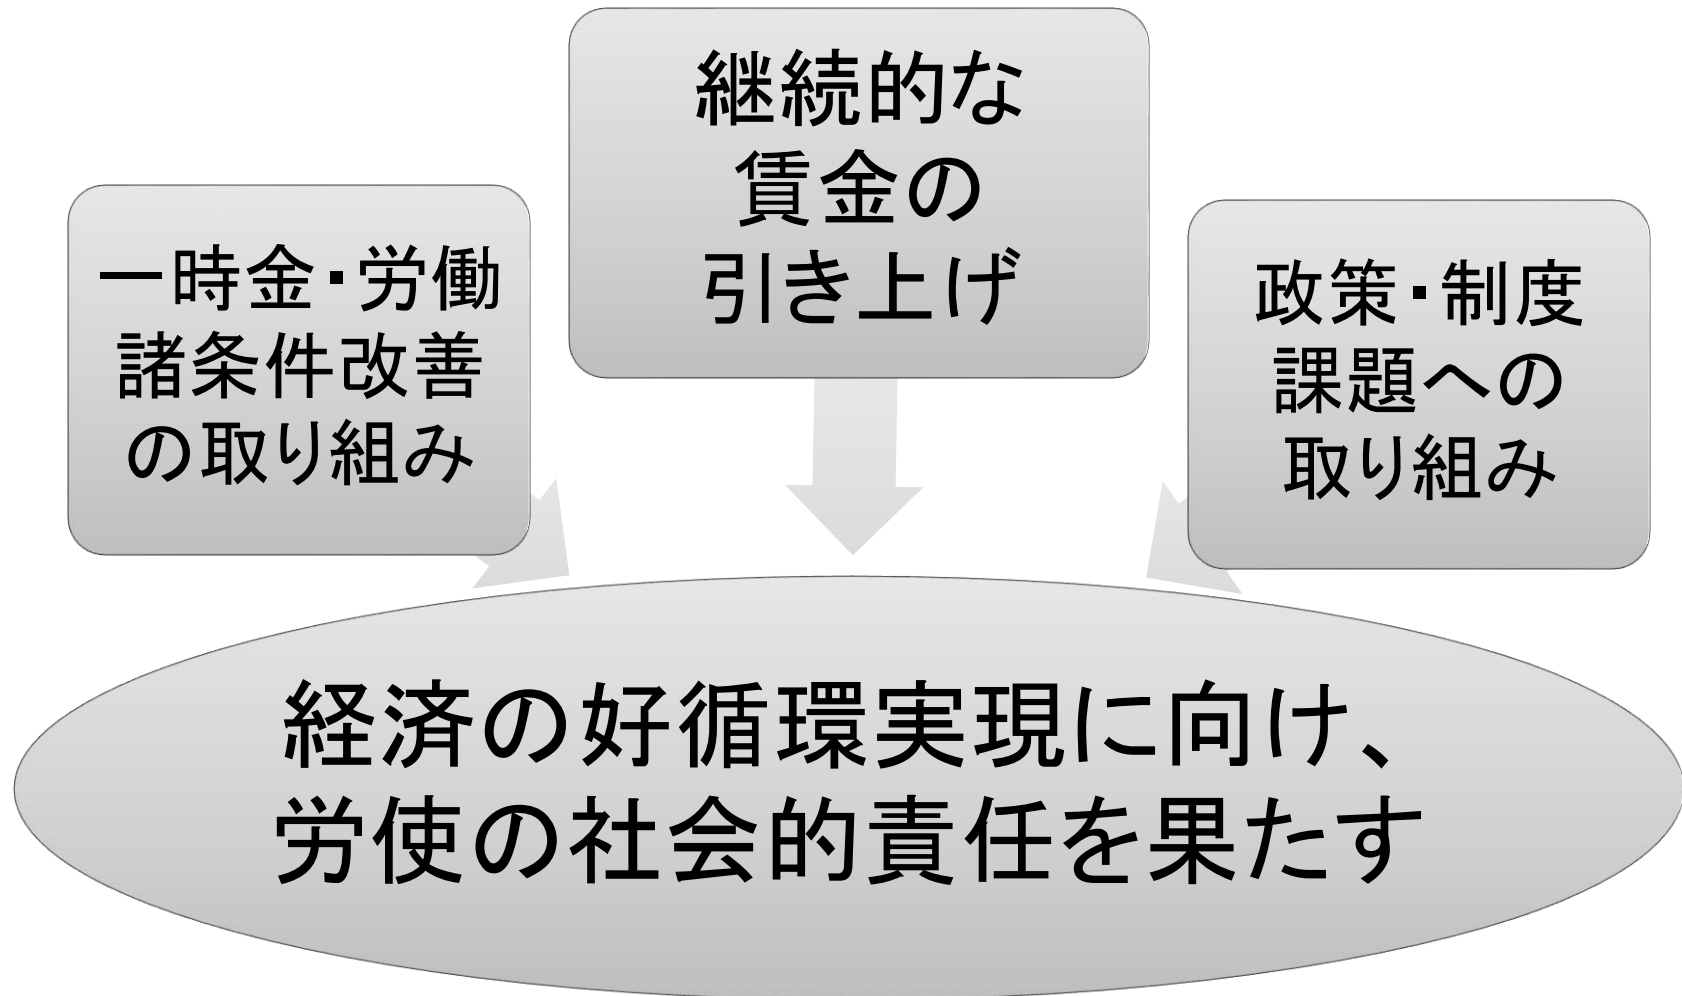 継続的な
賃金の
引き上げ
一時金・労働
諸条件改善
の取り組み
政策・制度
課題への
取り組み
経済の好循環実現に向け、
労使の社会的責任を果たす